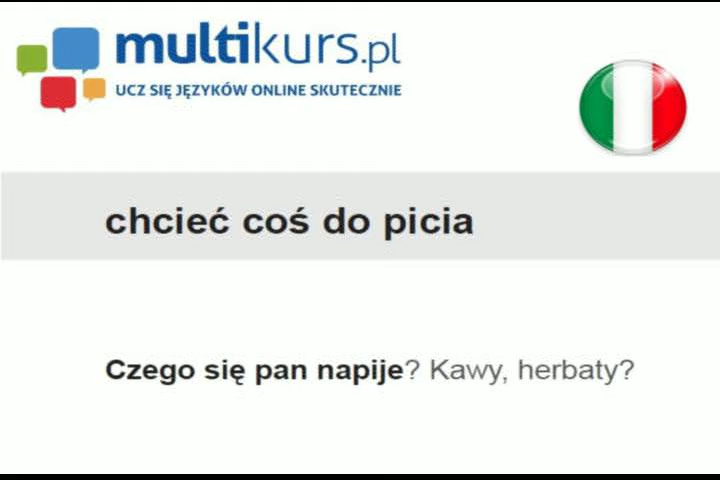 multikurs.pl
UCZ SIĘ JĘZYKÓW ONLINE SKUTECZNIE
chcieć coś do picia
Czego się pan napije? Kawy, herbaty?